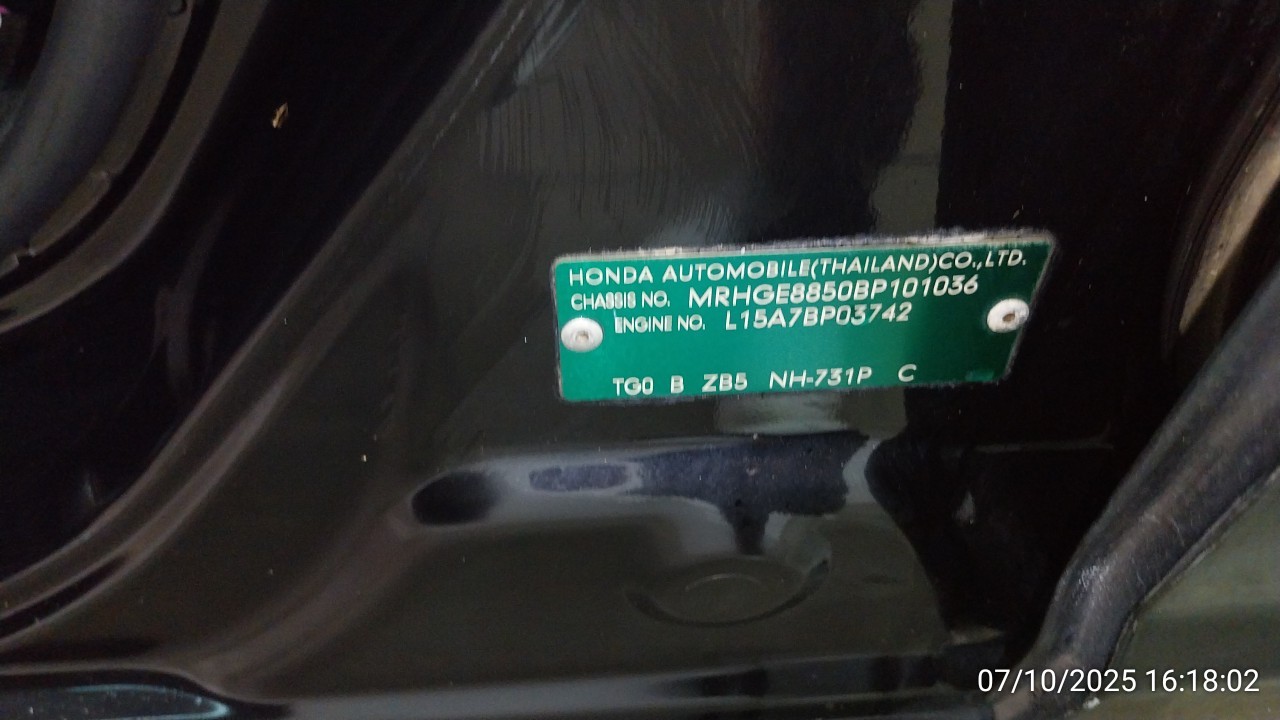 HONDA AUTOMOBILE(THAILAND)CO.,LTD.
CHASSIS NO. MRHGE8850BP101036
ENGINE NO. L15A7BP03742
TG0 B ZB5 NH-731P C
07/10/2025 16:18:02